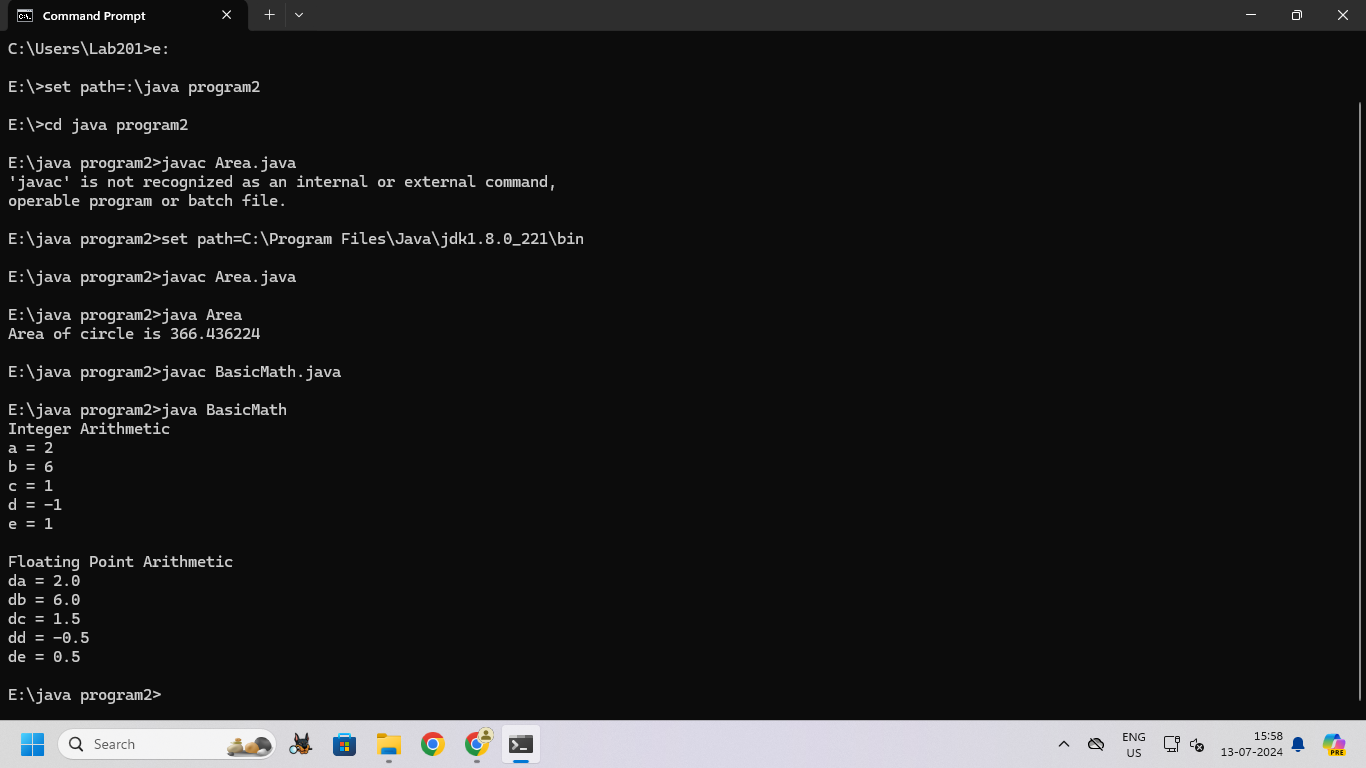 Command Prompt
C:\Users\Lab201>e:
E:\>set path=:\java program2
E:\>cd java program2
E:\java program2>javac Area.java
'javac' is not recognized as an internal or external command,
operable program or batch file.
E:\java program2>set path=C:\Program Files\Java\jdk1.8.0_221\bin
E:\java program2>javac Area.java
E:\java program2>java Area
Area of circle is 366.436224
E:\java program2>javac BasicMath.java
E:\java program2>java BasicMath
Integer Arithmetic
a = 2
b = 6
c = 1
d = -1
e = 1
Floating Point Arithmetic
da = 2.0
db = 6.0
dc = 1.5
dd = -0.5
de = 0.5
E:\java program2>
Search
ENG
US
15:58
13-07-2024
PRE